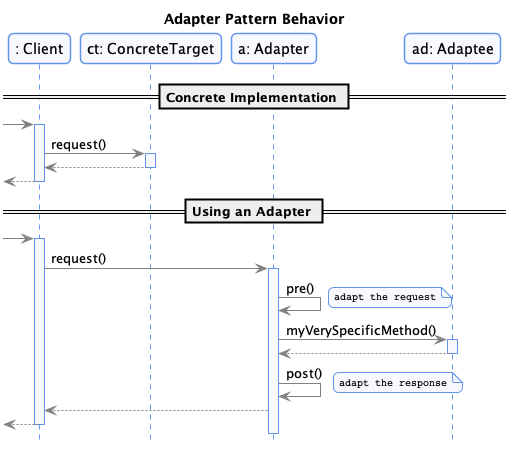 Adapter Pattern Behavior
: Client
ct: ConcreteTarget
a: Adapter
ad: Adaptee
Concrete Implementation
request()
Using an Adapter
request()
pre()
adapt the request
myVerySpecificMethod()
post()
adapt the response